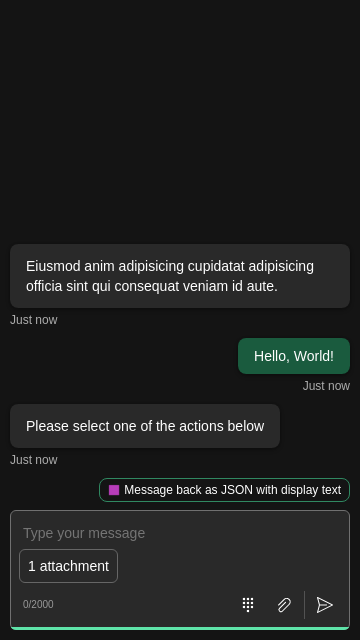 Eiusmod anim adipisicing cupidatat adipisicing
officia sint qui consequat veniam id aute.
Just now
Hello, World!
Just now
Please select one of the actions below
Just now
Message back as JSON with display text
Type your message
1 attachment
0/2000